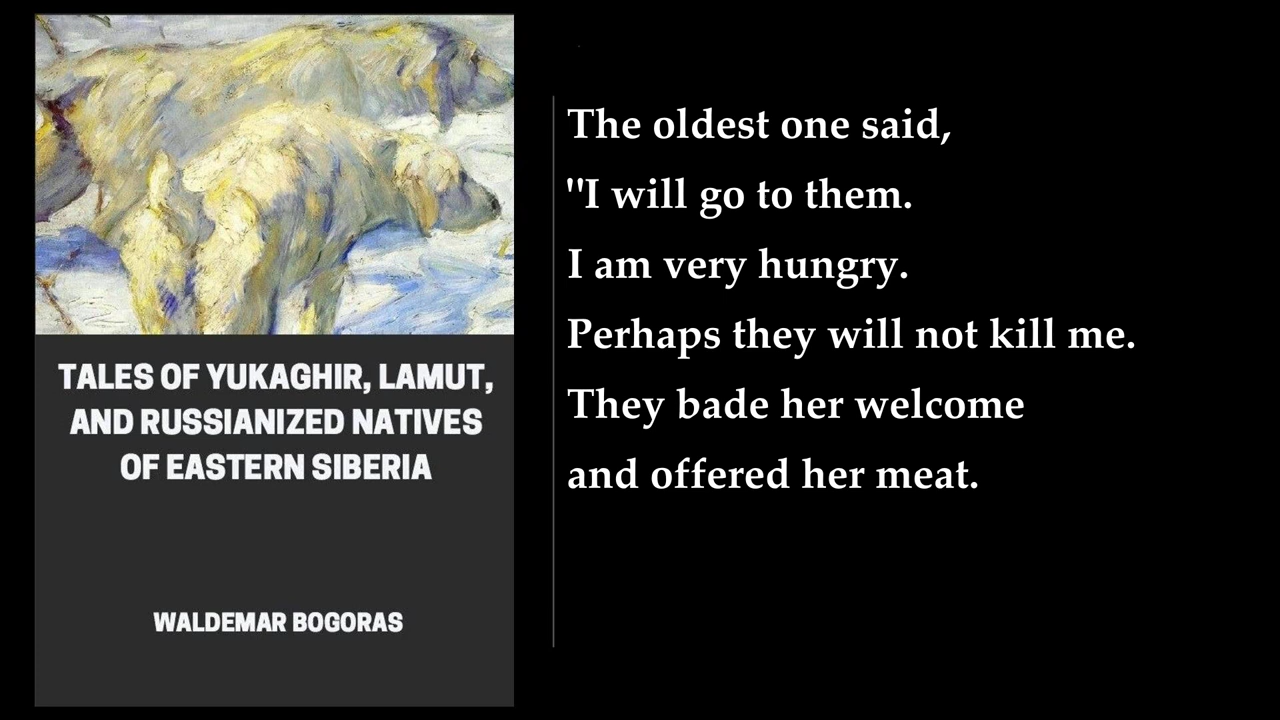 TALES OF YUKAGHIR, LAMUT,
AND RUSSIANIZED NATIVES
OF EASTERN SIBERIA
WALDEMAR BOGORAS
The oldest one said,
"I will go to them.
I am very hungry.
Perhaps they will not kill me.
They bade her welcome
and offered her meat.